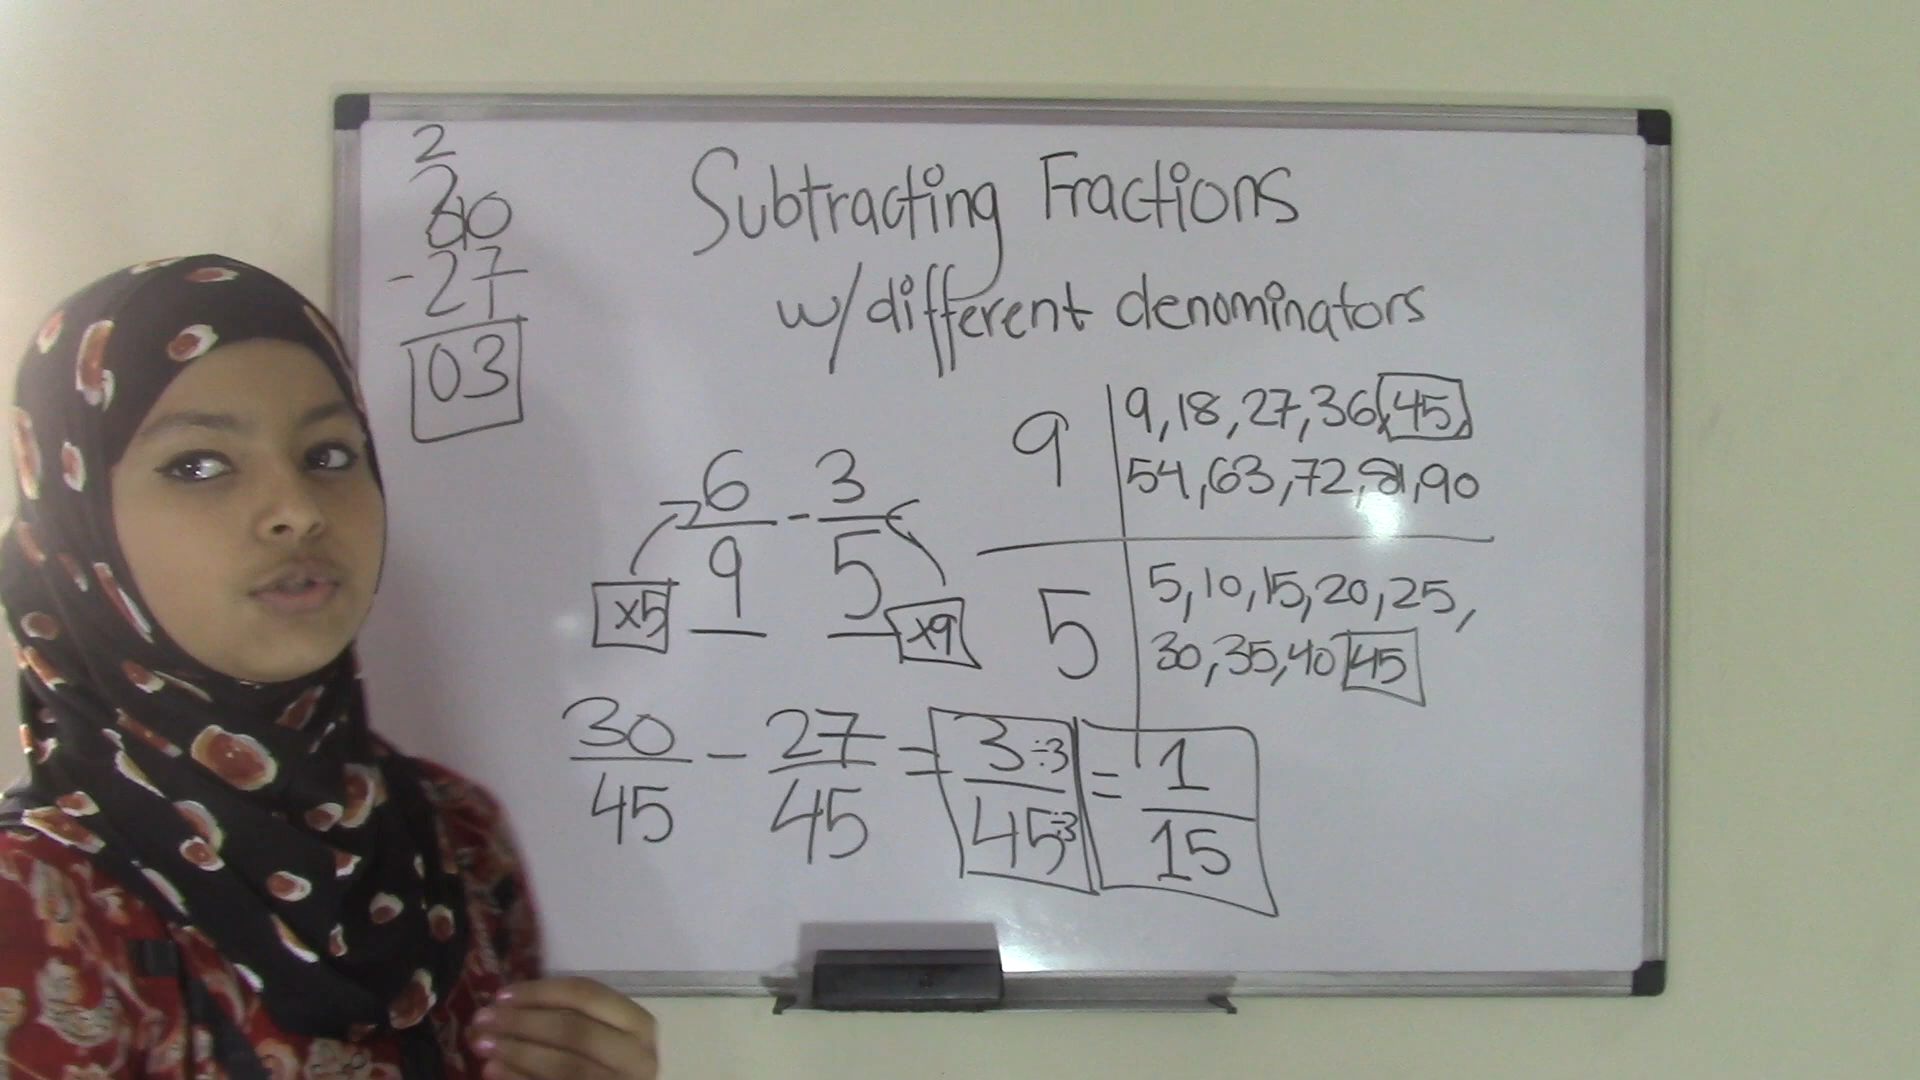 Subtracting Fractions
w/different denominators
2
30
- 27
03
6/9 - 3/5
x5
x9
9 | 9, 18, 27, 36, 45,
54, 63, 72, 81, 90
5 | 5, 10, 15, 20, 25,
30, 35, 40 45
30/45 - 27/45 = 3÷3/45÷3 = 1/15